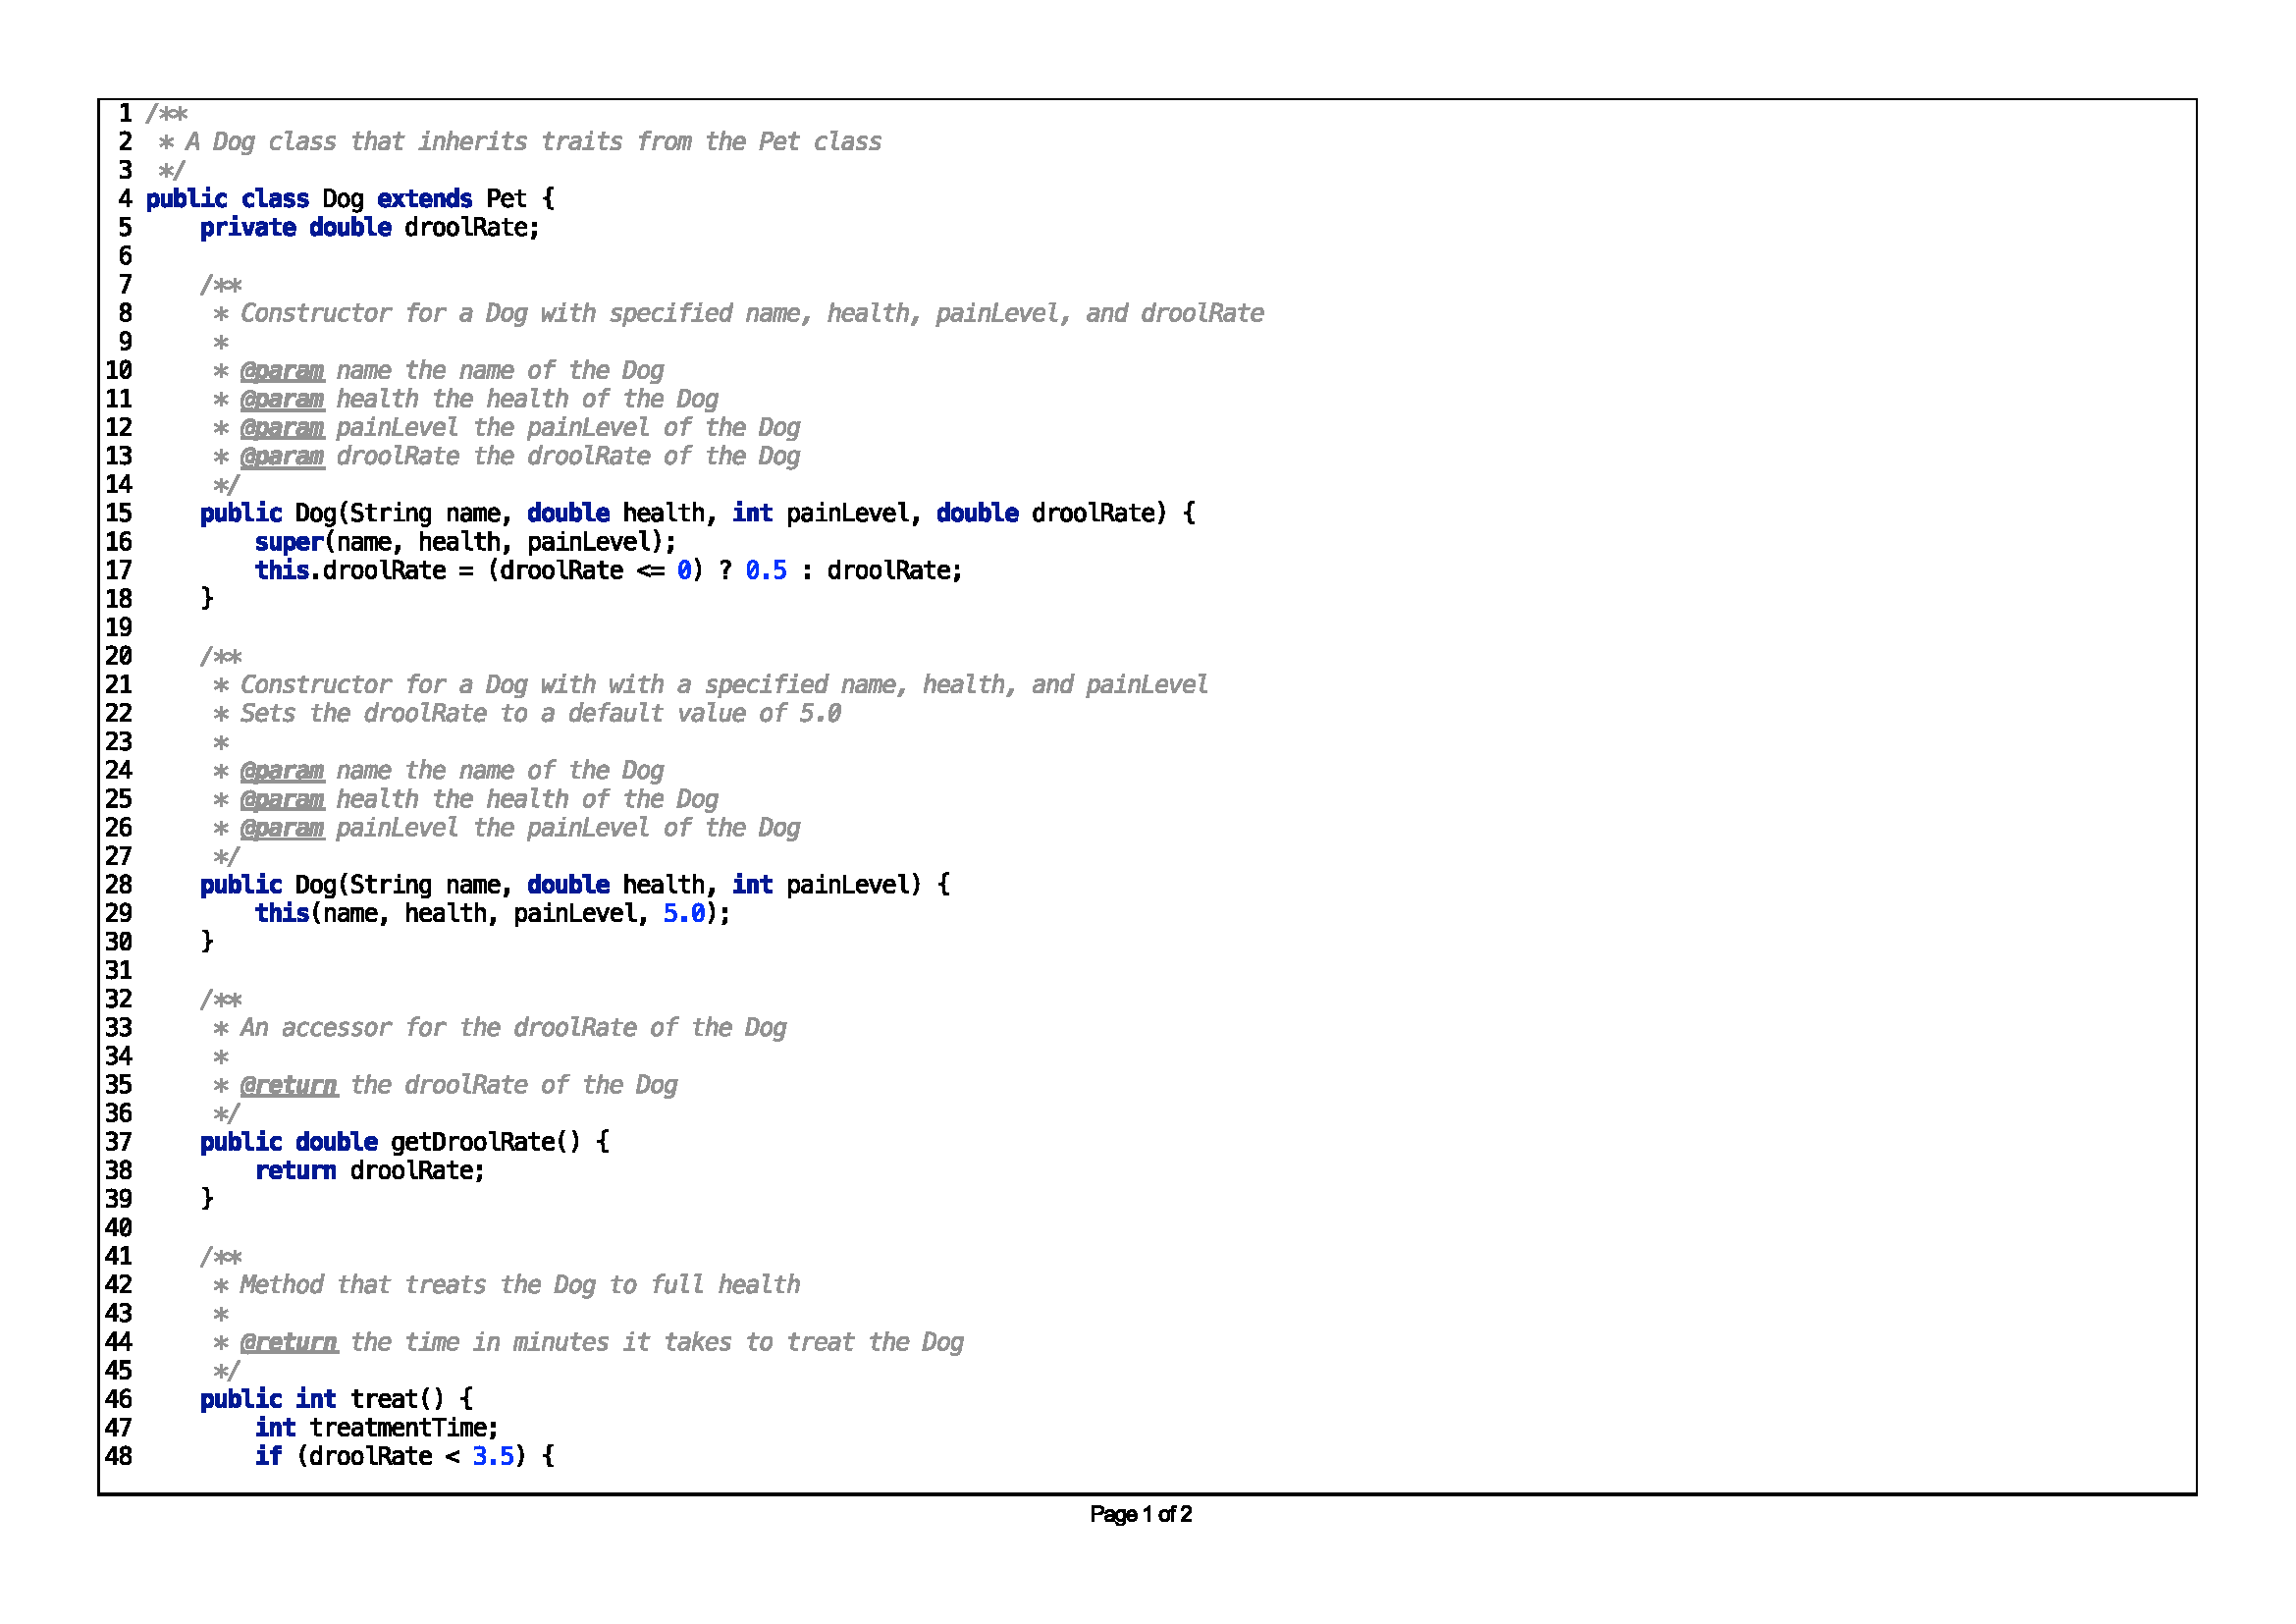 1 /**
2  * A Dog class that inherits traits from the Pet class
3  */
4 public class Dog extends Pet {
5     private double droolRate;
6
7     /**
8      * Constructor for a Dog with specified name, health, painLevel, and droolRate
9      *
10      * @param name the name of the Dog
11      * @param health the health of the Dog
12      * @param painLevel the painLevel of the Dog
13      * @param droolRate the droolRate of the Dog
14      */
15     public Dog(String name, double health, int painLevel, double droolRate) {
16         super(name, health, painLevel);
17         this.droolRate = (droolRate <= 0) ? 0.5 : droolRate;
18     }
19
20     /**
21      * Constructor for a Dog with with a specified name, health, and painLevel
22      * Sets the droolRate to a default value of 5.0
23      *
24      * @param name the name of the Dog
25      * @param health the health of the Dog
26      * @param painLevel the painLevel of the Dog
27      */
28     public Dog(String name, double health, int painLevel) {
29         this(name, health, painLevel, 5.0);
30     }
31
32     /**
33      * An accessor for the droolRate of the Dog
34      *
35      * @return the droolRate of the Dog
36      */
37     public double getDroolRate() {
38         return droolRate;
39     }
40
41     /**
42      * Method that treats the Dog to full health
43      *
44      * @return the time in minutes it takes to treat the Dog
45      */
46     public int treat() {
47         int treatmentTime;
48         if (droolRate < 3.5) {
Page 1 of 2